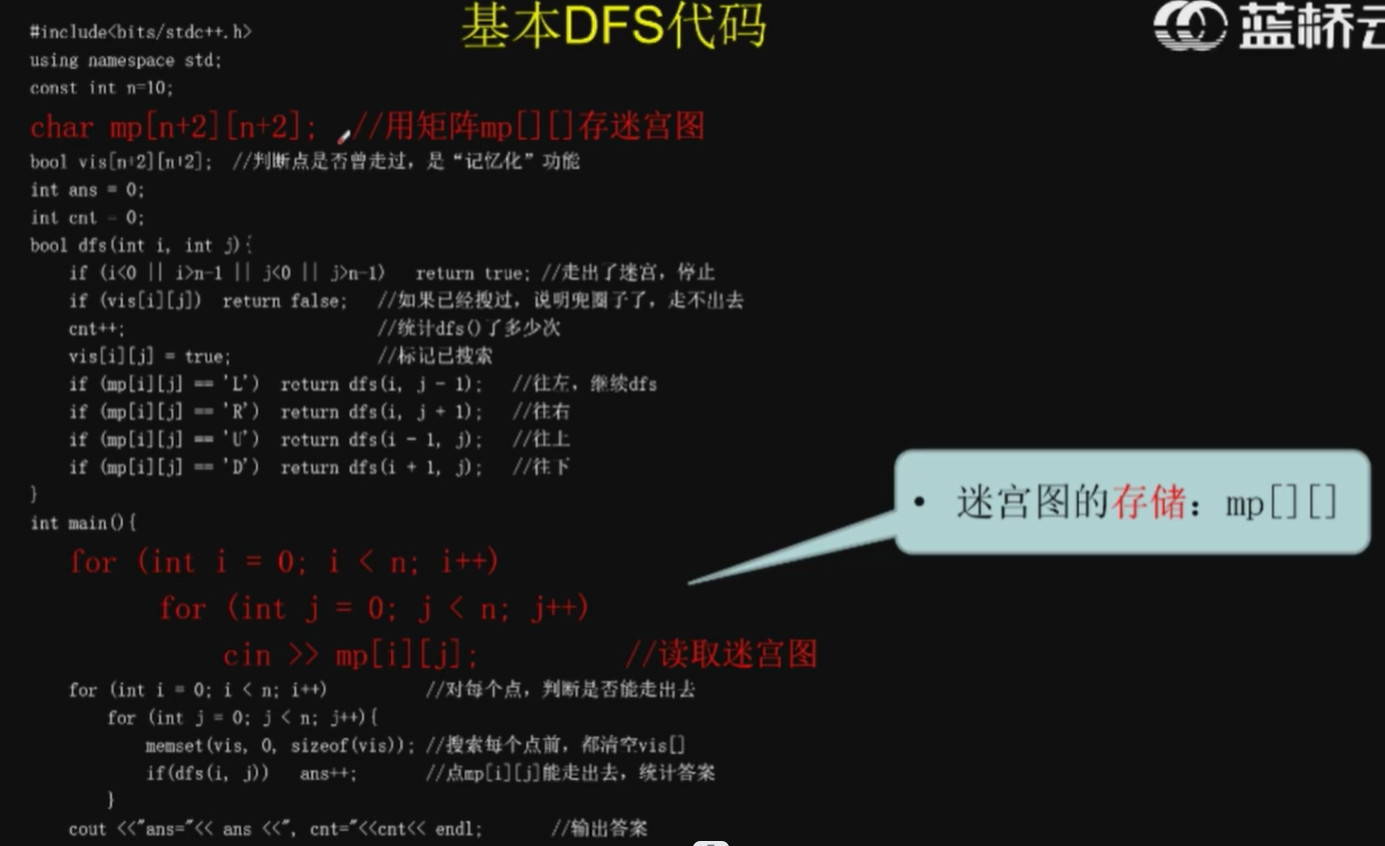 基本DFS代码
蓝桥云
#include<bits/stdc++.h>
using namespace std;
const int n=10;
char mp[n+2][n+2]; //用矩阵mp[][]存迷宫图
bool vis[n+2][n+2]; //判断点是否曾走过，是“记忆化”功能
int ans = 0;
int cnt = 0;
bool dfs(int i, int j){
if (i<0 || i>n-1 || j<0 || j>n-1) return true; //走出了迷宫，停止
if (vis[i][j]) return false; //如果已经搜过，说明兜圈子了，走不出去
cnt++; //统计dfs()了多少次
vis[i][j] = true; //标记已搜索
if (mp[i][j] == 'L') return dfs(i, j - 1); //往左，继续dfs
if (mp[i][j] == 'R') return dfs(i, j + 1); //往右
if (mp[i][j] == 'U') return dfs(i - 1, j); //往上
if (mp[i][j] == 'D') return dfs(i + 1, j); //往下
}
int main(){
• 迷宫图的存储：mp[][]
for (int i = 0; i < n; i++)
for (int j = 0; j < n; j++)
cin >> mp[i][j]; //读取迷宫图
for (int i = 0; i < n; i++) //对每个点，判断是否能走出去
for (int j = 0; j < n; j++){
memset(vis, 0, sizeof(vis)); //搜索每个点前，都清空vis[]
if(dfs(i, j)) ans++; //点mp[i][j]能走出去，统计答案
}
cout <<"ans="<< ans <<", cnt="<<cnt<< endl; //输出答案